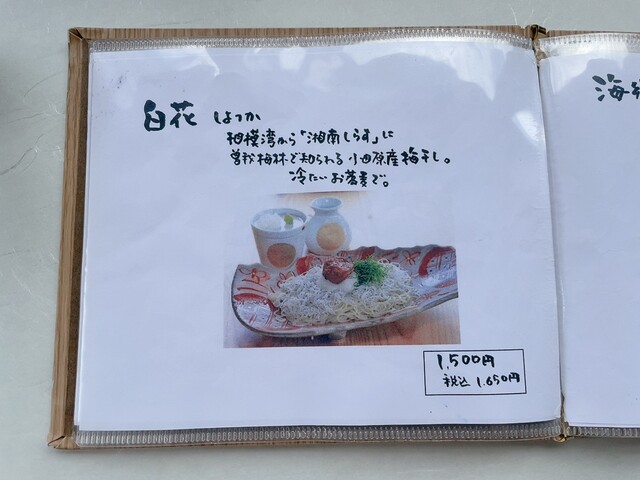 白花 はっか
相模湾から「湘南しらす」に
曽我梅林で知られる小田原産梅干し。
冷たいお蕎麦で。
1,500円
税込 1,650円
海